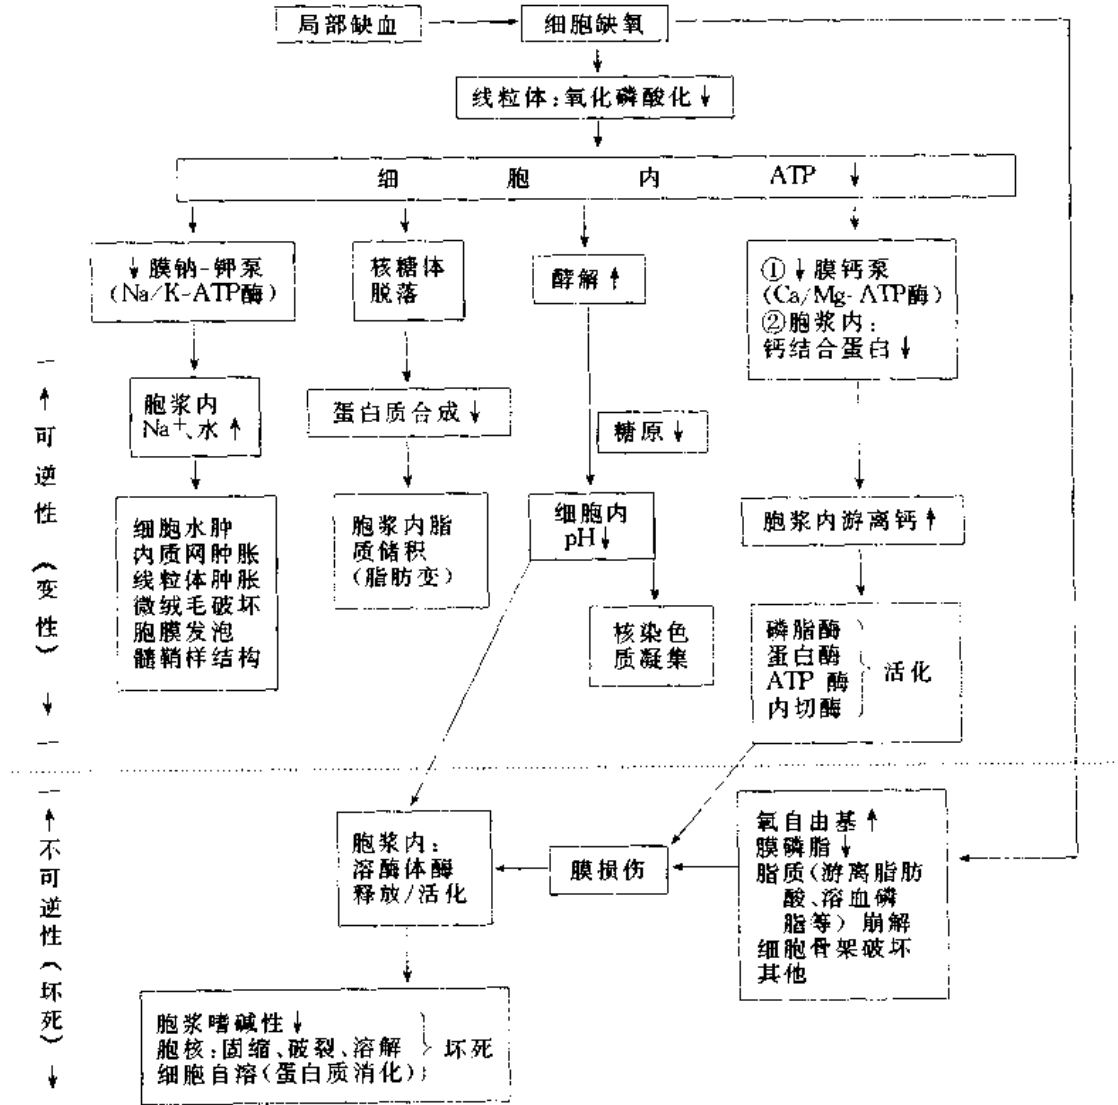 局部缺血
细胞缺氧
线粒体:氧化磷酸化↓
细胞内 ATP↓
↓膜钠-钾泵
(Na/K-ATP酶)
核糖体
脱落
酵解↑
①↓膜钙泵
(Ca/Mg-ATP酶)
②胞浆内:
钙结合蛋白↓
胞浆内
Na⁺、水↑
蛋白质合成↓
糖原↓
细胞水肿
内质网肿胀
线粒体肿胀
微绒毛破坏
胞膜发泡
髓鞘样结构
胞浆内脂
质储积
(脂肪变)
细胞内
pH↓
胞浆内游离钙↑
核染色
质凝集
磷脂酶
蛋白酶
ATP 酶
内切酶
活化
可逆性(变性)
胞浆内:
溶酶体酶
释放/活化
膜损伤
氧自由基↑
膜磷脂↓
脂质(游离脂肪
酸、溶血磷
脂等)崩解
细胞骨架破坏
其他
胞浆嗜碱性↓
胞核:固缩、破裂、溶解
细胞自溶(蛋白质消化)
坏死
不可逆性(坏死)